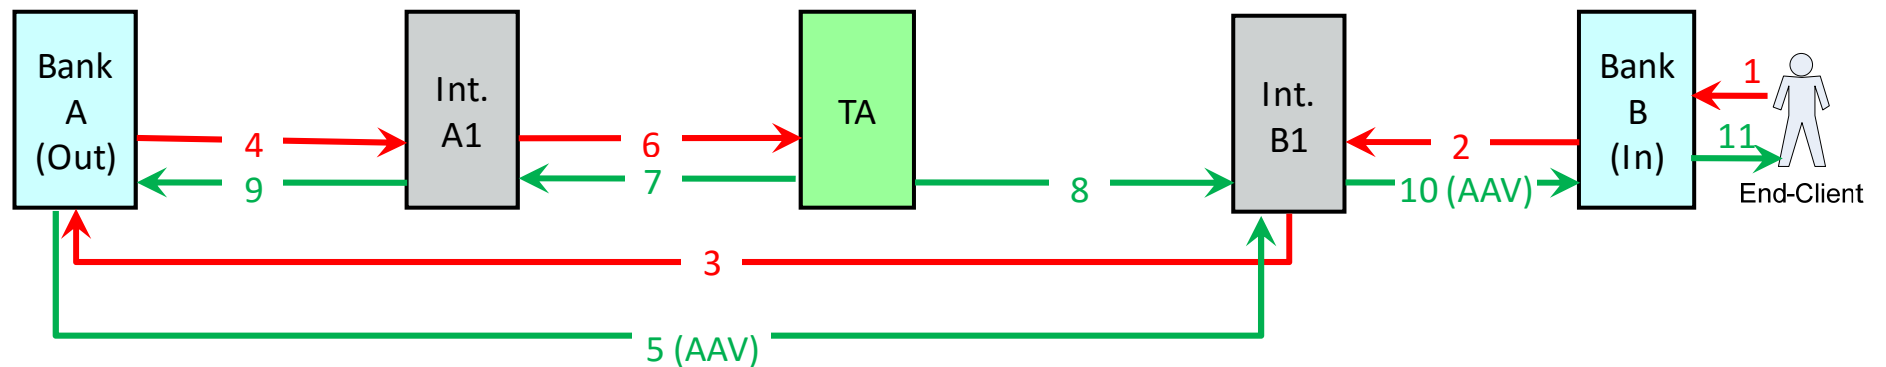 Bank
A
(Out)
Int.
A1
TA
Int.
B1
Bank
B
(In)
1
11
End-Client
4
6
2
9
7
8
10 (AAV)
3
5 (AAV)